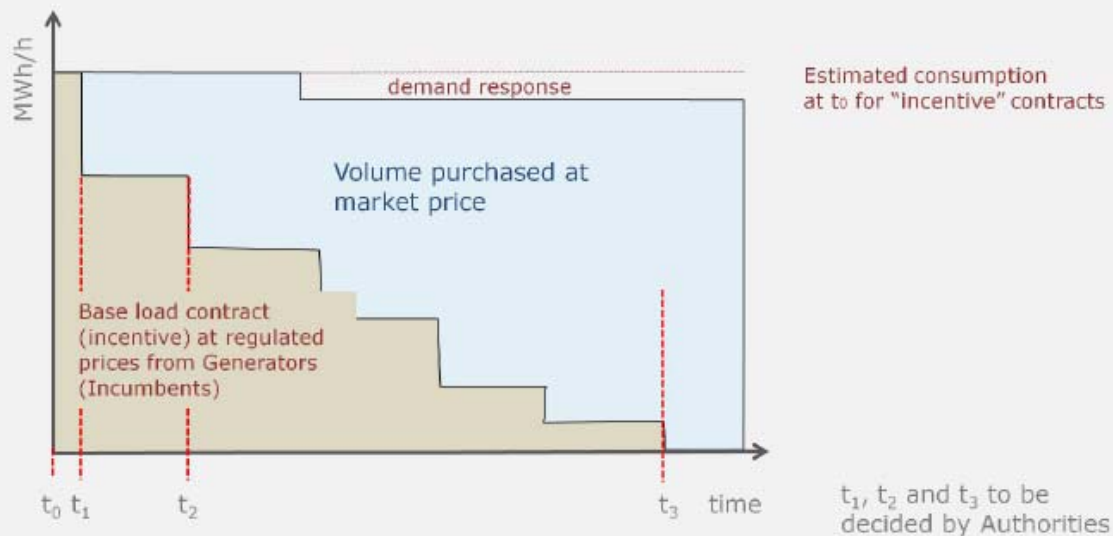 MWh/h
demand response
Estimated consumption
at t₀ for "incentive" contracts
Volume purchased at
market price
Base load contract
(incentive) at regulated
prices from Generators
(Incumbents)
t₀ t₁ t₂ t₃ time
t₁, t₂ and t₃ to be
decided by Authorities